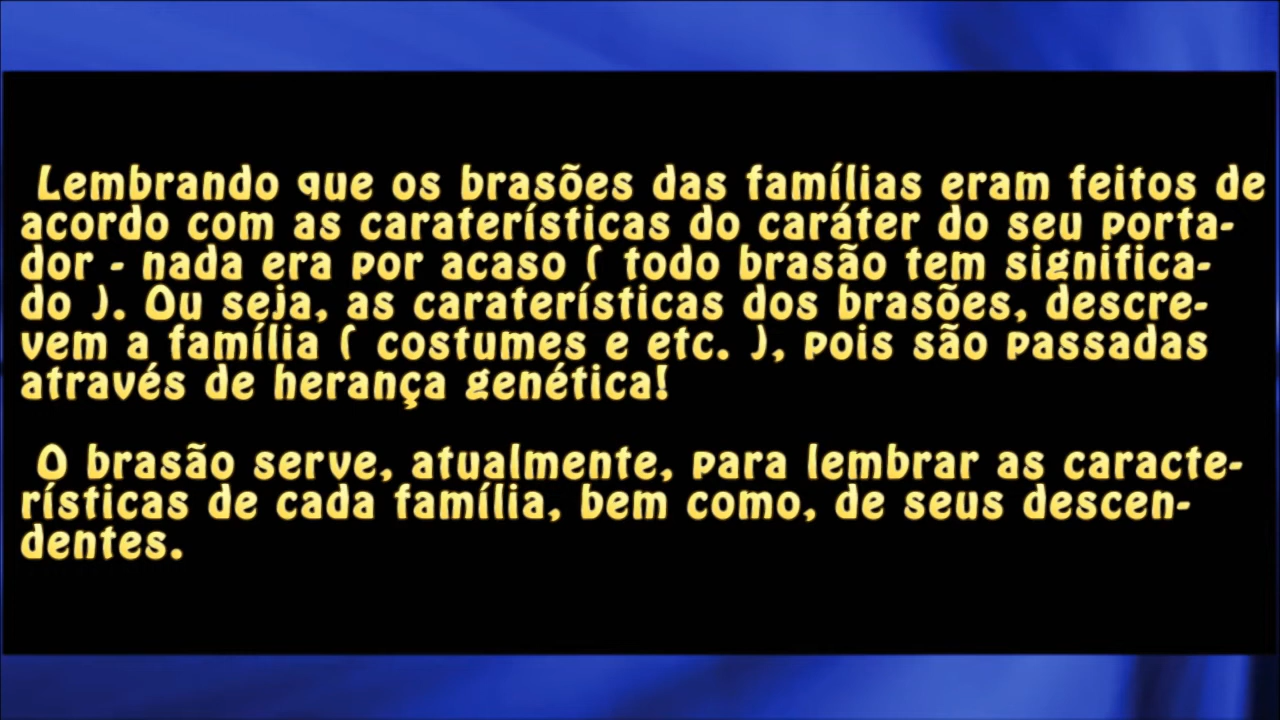 Lembrando que os brasões das famílias eram feitos de
acordo com as caraterísticas do caráter do seu porta-
dor - nada era por acaso ( todo brasão tem significa-
do ). Ou seja, as caraterísticas dos brasões, descre-
vem a família ( costumes e etc. ), pois são passadas
através de herança genética!
O brasão serve, atualmente, para lembrar as caracte-
rísticas de cada família, bem como, de seus descen-
dentes.